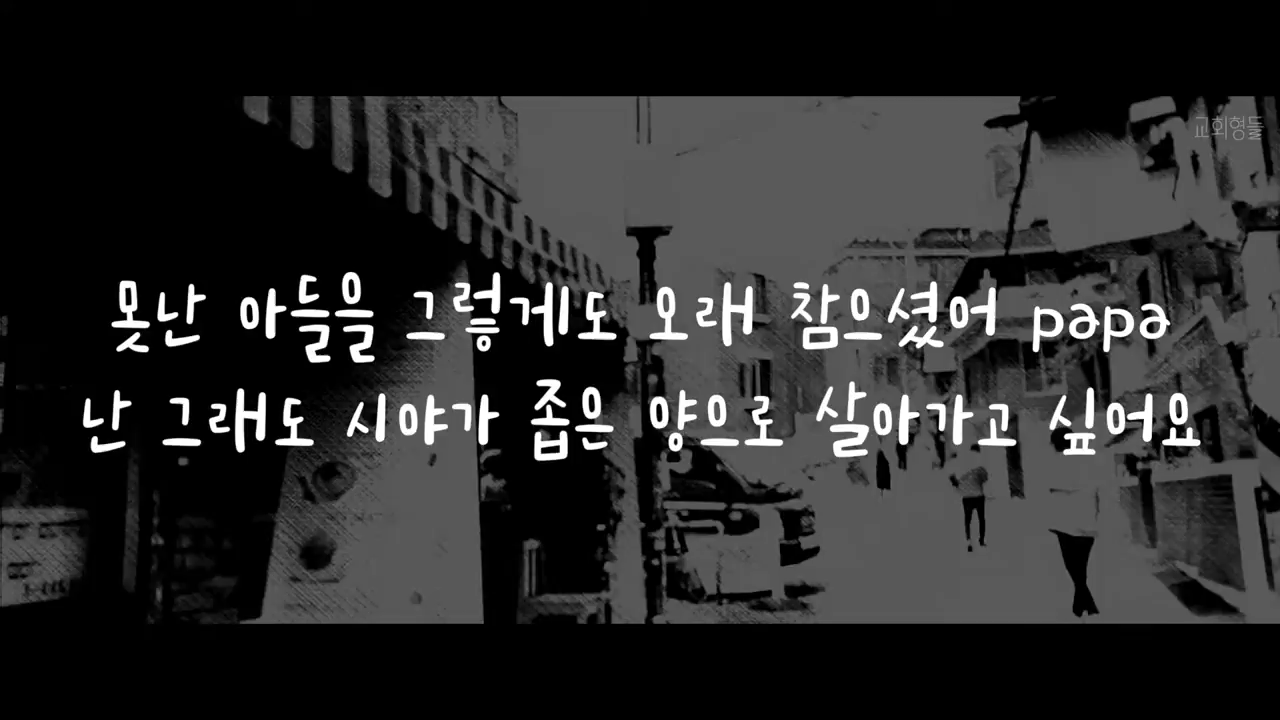 교회형들
못난 아들을 그렇게도 오래 참으셨어 papa
난 그래도 시야가 좁은 양으로 살아가고 싶어요